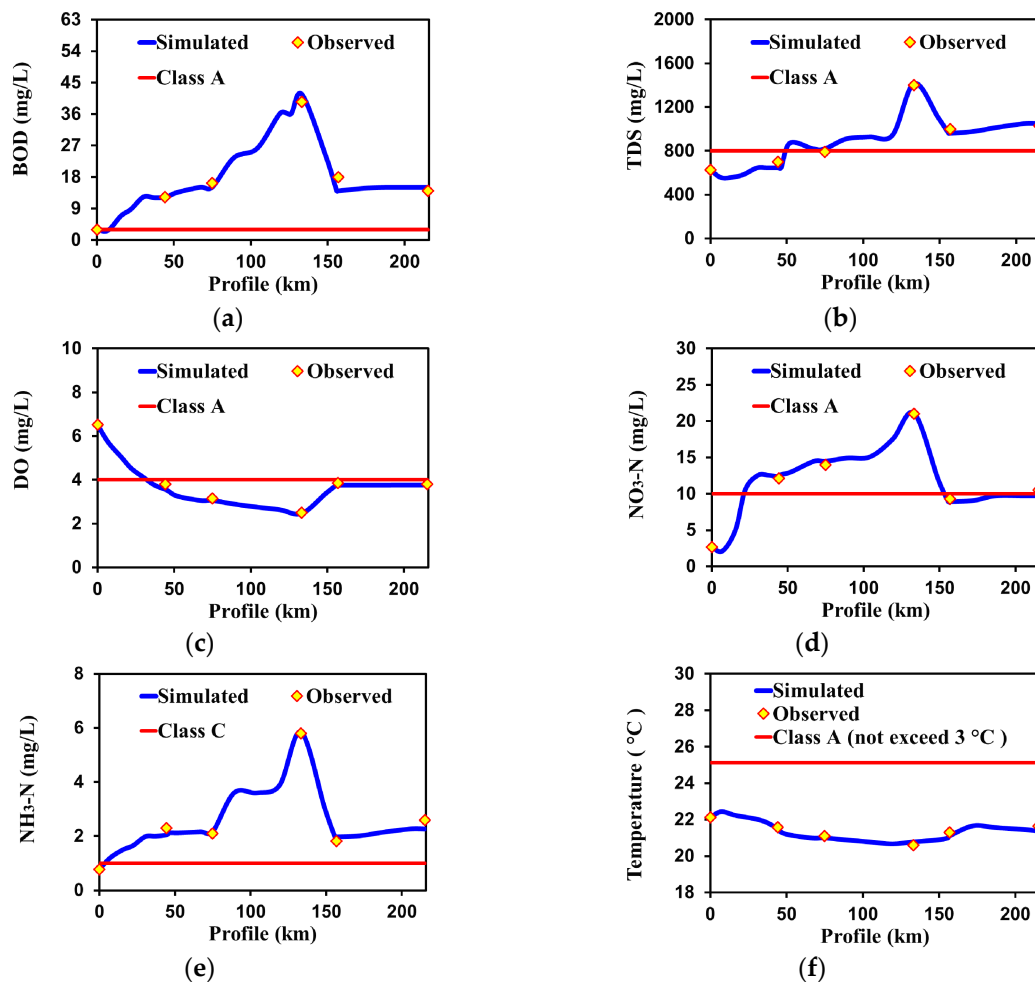 63
54
45
36
27
18
9
0
BOD (mg/L)
Simulated
Observed
Class A
0 50 100 150 200
Profile (km)
(a)
2000
1600
1200
800
400
0
TDS (mg/L)
Simulated
Observed
Class A
0 50 100 150 200
Profile (km)
(b)
10
8
6
4
2
0
DO (mg/L)
Simulated
Observed
Class A
0 50 100 150 200
Profile (km)
(c)
30
25
20
15
10
5
0
NO3-N (mg/L)
Simulated
Observed
Class A
0 50 100 150 200
Profile (km)
(d)
8
6
4
2
0
NH3-N (mg/L)
Simulated
Observed
Class C
0 50 100 150 200
Profile (km)
(e)
30
28
26
24
22
20
18
Temperature ( °C )
Simulated
Observed
Class A (not exceed 3 °C )
0 50 100 150 200
Profile (km)
(f)